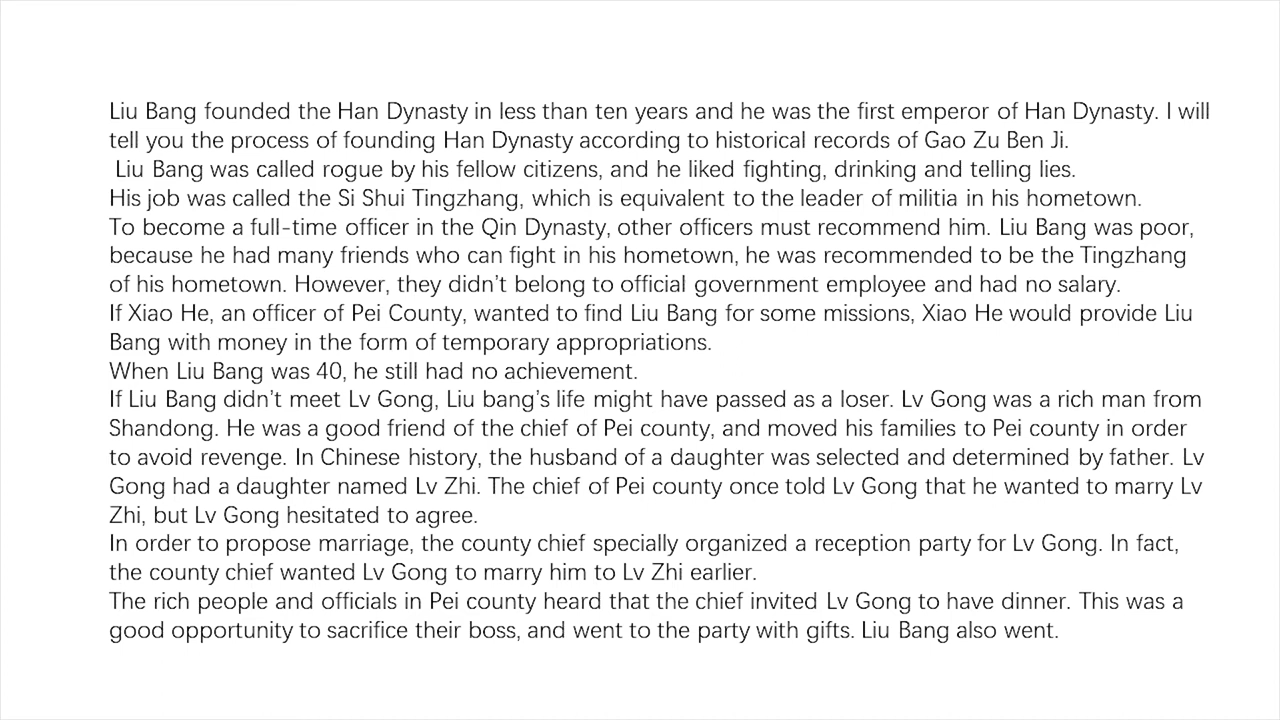 Liu Bang founded the Han Dynasty in less than ten years and he was the first emperor of Han Dynasty. I will
tell you the process of founding Han Dynasty according to historical records of Gao Zu Ben Ji.
Liu Bang was called rogue by his fellow citizens, and he liked fighting, drinking and telling lies.
His job was called the Si Shui Tingzhang, which is equivalent to the leader of militia in his hometown.
To become a full-time officer in the Qin Dynasty, other officers must recommend him. Liu Bang was poor,
because he had many friends who can fight in his hometown, he was recommended to be the Tingzhang
of his hometown. However, they didn't belong to official government employee and had no salary.
If Xiao He, an officer of Pei County, wanted to find Liu Bang for some missions, Xiao He would provide Liu
Bang with money in the form of temporary appropriations.
When Liu Bang was 40, he still had no achievement.
If Liu Bang didn't meet Lv Gong, Liu bang's life might have passed as a loser. Lv Gong was a rich man from
Shandong. He was a good friend of the chief of Pei county, and moved his families to Pei county in order
to avoid revenge. In Chinese history, the husband of a daughter was selected and determined by father. Lv
Gong had a daughter named Lv Zhi. The chief of Pei county once told Lv Gong that he wanted to marry Lv
Zhi, but Lv Gong hesitated to agree.
In order to propose marriage, the county chief specially organized a reception party for Lv Gong. In fact,
the county chief wanted Lv Gong to marry him to Lv Zhi earlier.
The rich people and officials in Pei county heard that the chief invited Lv Gong to have dinner. This was a
good opportunity to sacrifice their boss, and went to the party with gifts. Liu Bang also went.